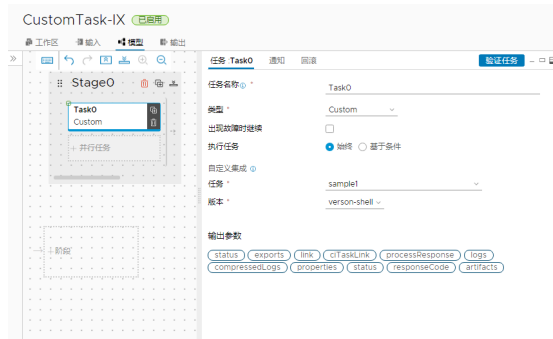 CustomTask-IX 已启用
工作区 输入 模型 输出
Stage0
Task0
Custom
+ 并行任务
+ 阶段
任务 :Task0 通知 回滚 验证任务
任务名称 * Task0
类型 * Custom
出现故障时继续
执行任务 始终 基于条件
自定义集成
任务 * sample1
版本 * verson-shell
输出参数
status exports link ciTaskLink processResponse logs
compressedLogs properties status responseCode artifacts